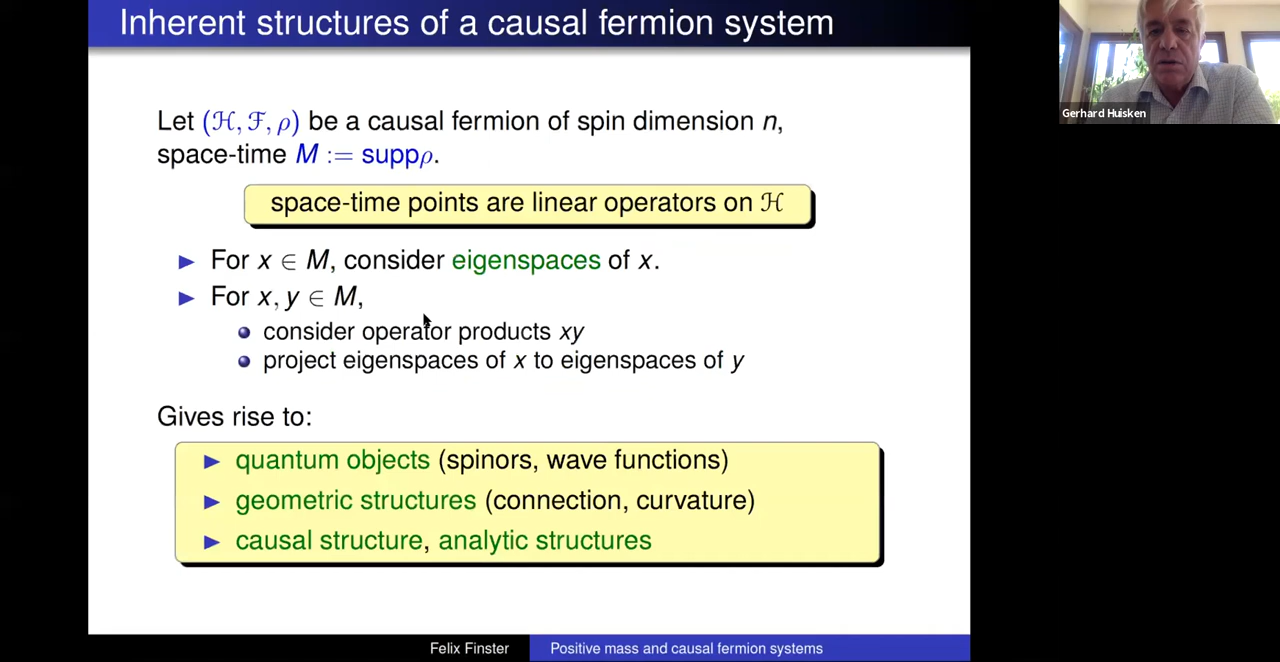 Inherent structures of a causal fermion system
Gerhard Huisken
Let (ℋ, ℱ, ρ) be a causal fermion of spin dimension n,
space-time M := suppρ.
space-time points are linear operators on ℋ
► For x ∈ M, consider eigenspaces of x.
► For x, y ∈ M,
● consider operator products xy
● project eigenspaces of x to eigenspaces of y
Gives rise to:
► quantum objects (spinors, wave functions)
► geometric structures (connection, curvature)
► causal structure, analytic structures
Felix Finster
Positive mass and causal fermion systems